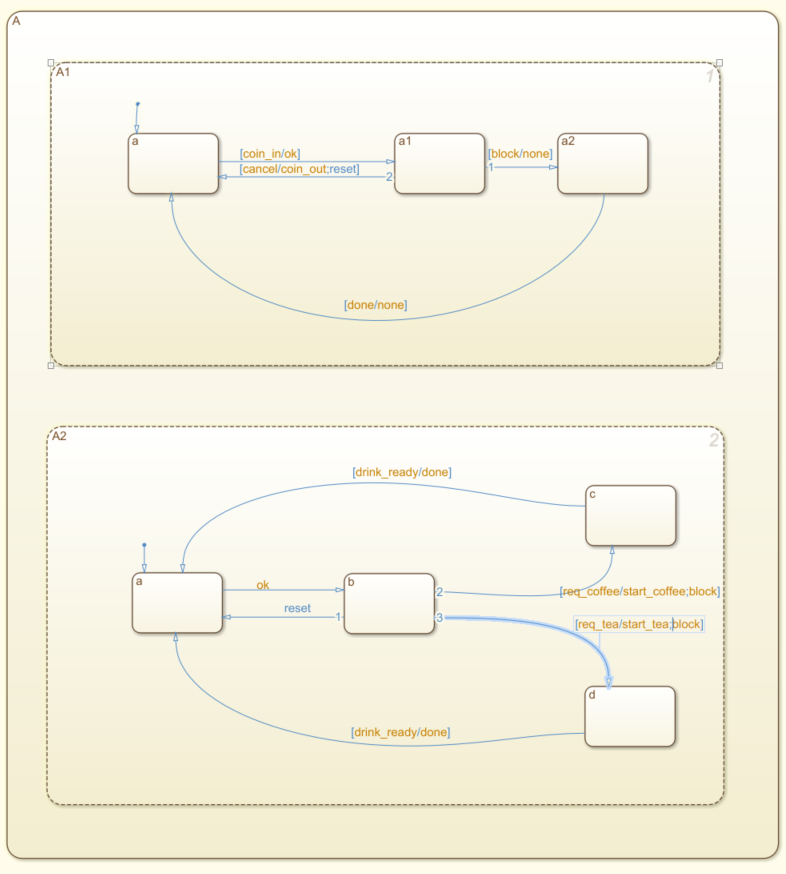 A
A1
1
a
a1
a2
[coin_in/ok]
[block/none]
1
[cancel/coin_out;reset]
2
[done/none]
A2
2
[drink_ready/done]
c
a
b
ok
2
[req_coffee/start_coffee;block]
reset
1
3
[req_tea/start_tea;block]
d
[drink_ready/done]